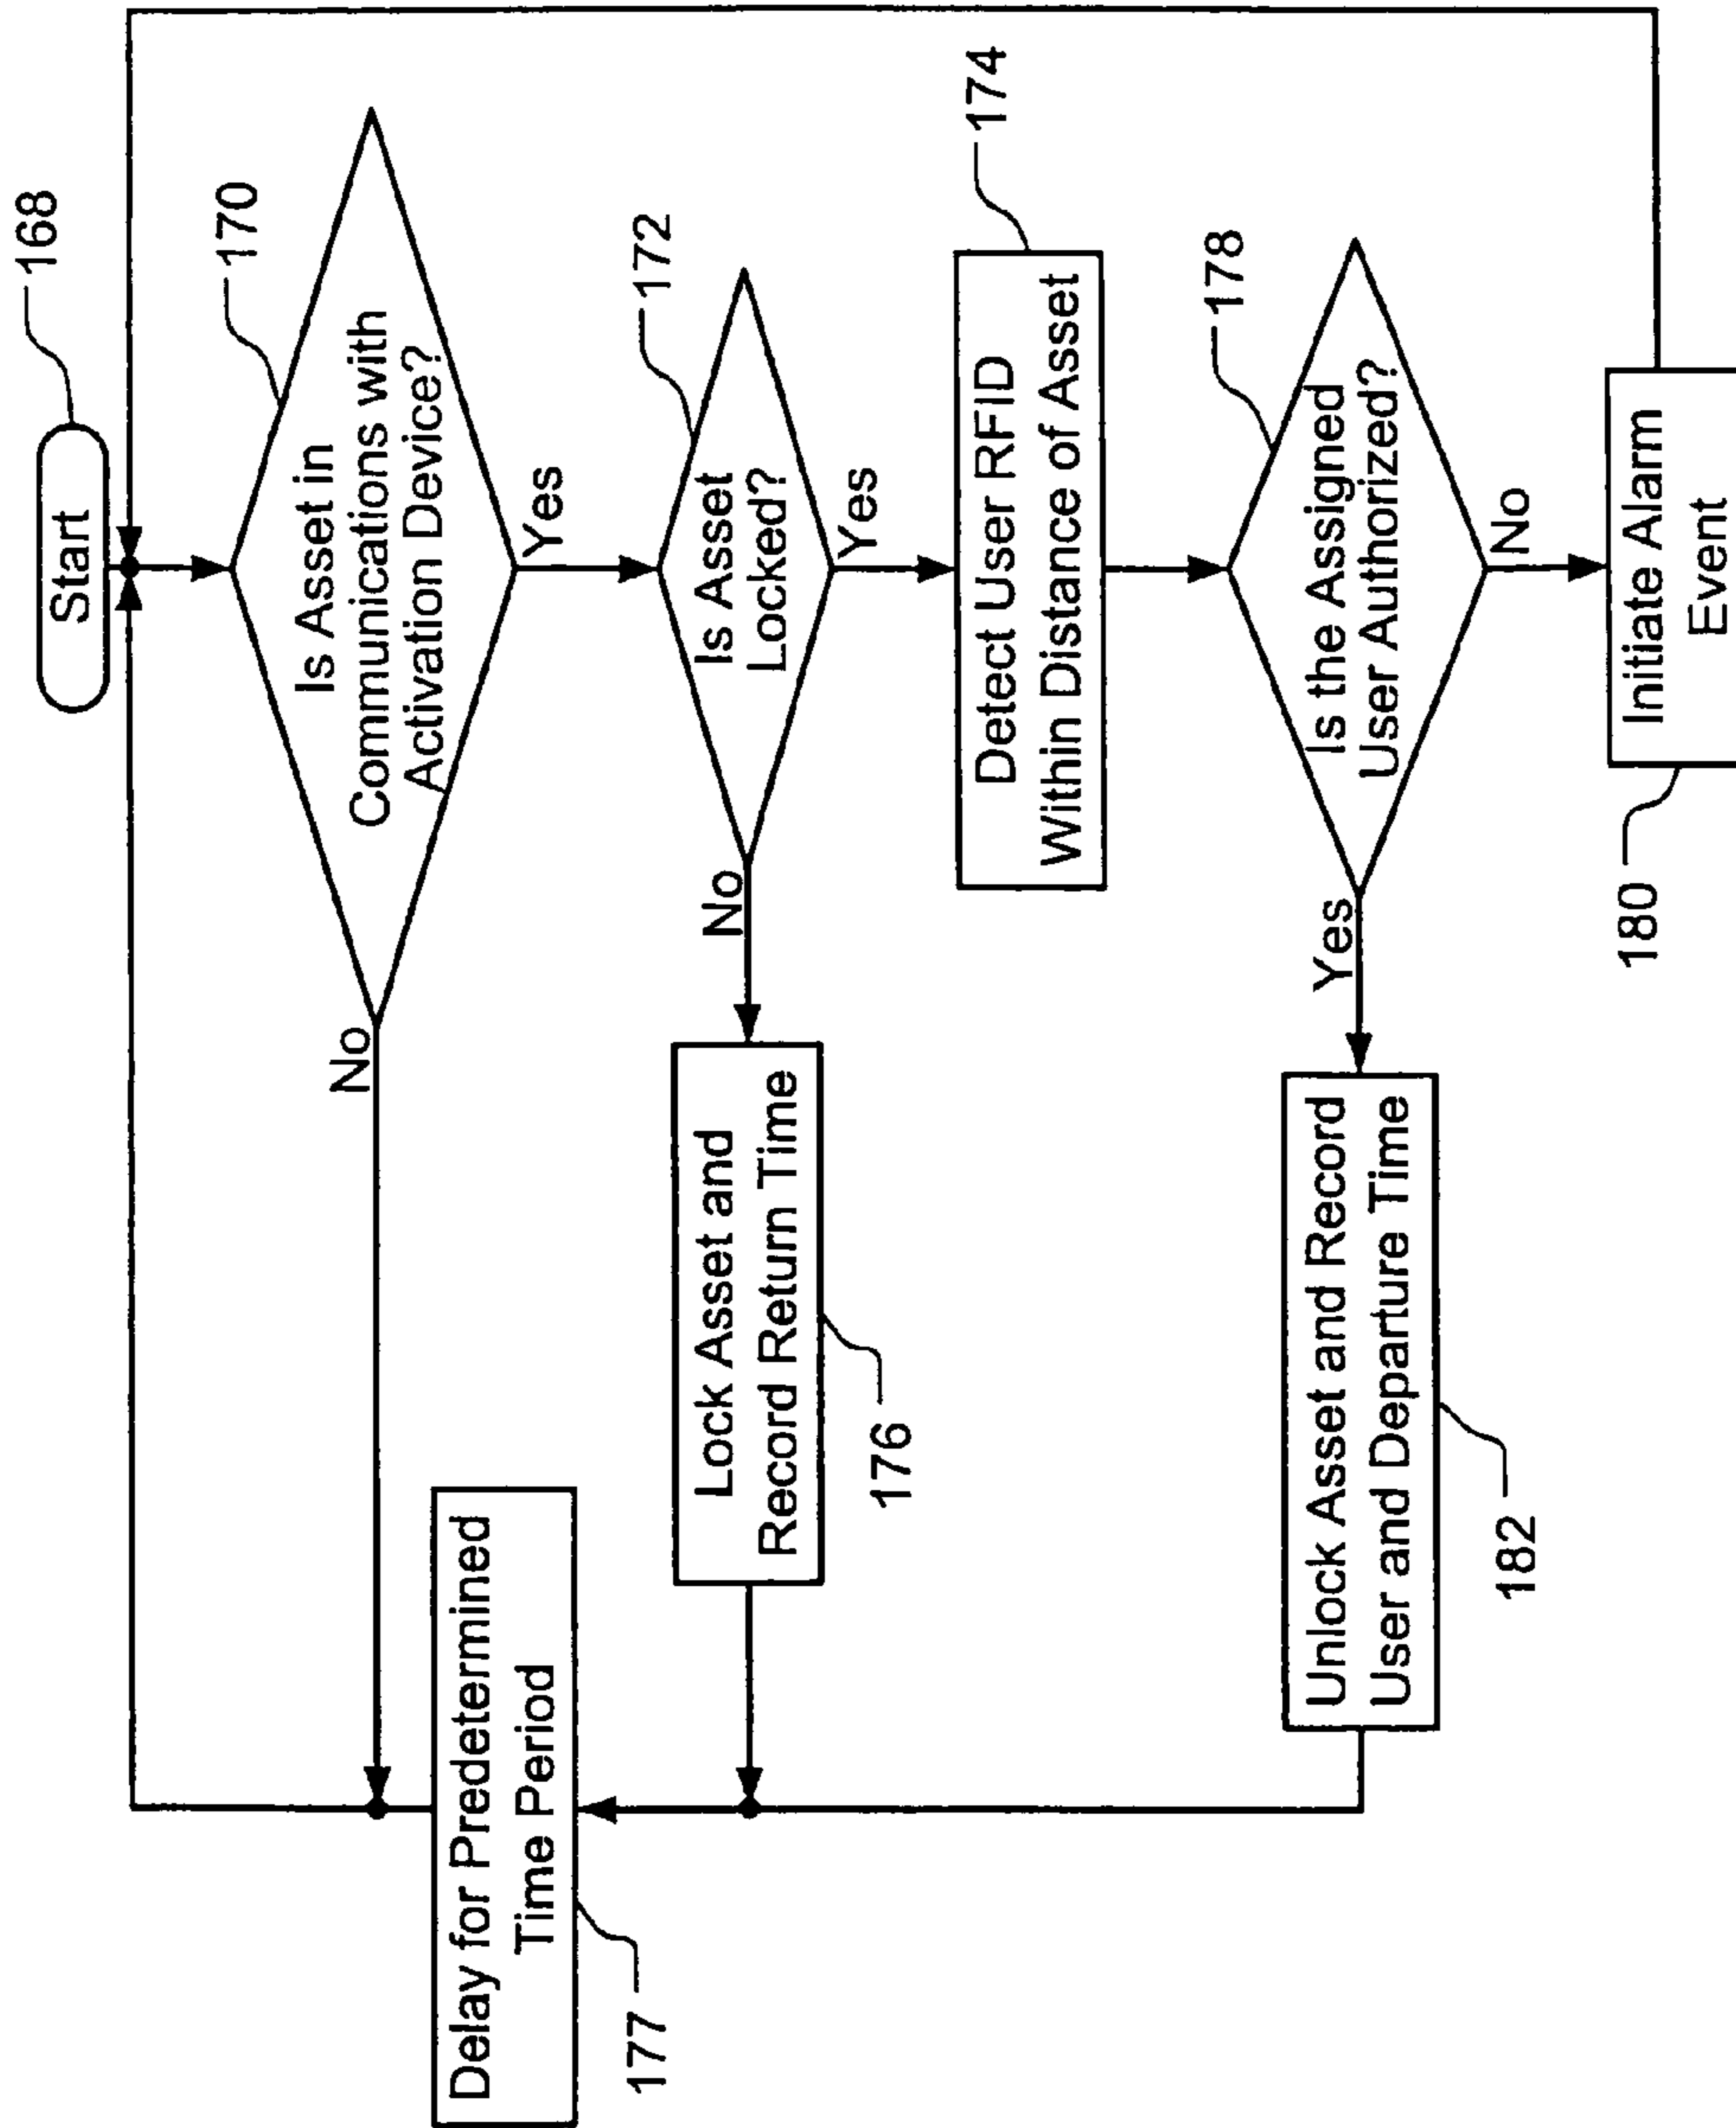 Start
168
Is Asset in
Communications with
Activation Device?
170
No
Yes
Delay for Predetermined
Time Period
177
Is Asset
Locked?
172
No
Yes
Lock Asset and
Record Return Time
176
Detect User RFID
Within Distance of Asset
174
Is the Assigned
User Authorized?
178
Yes
No
Unlock Asset and Record
User and Departure Time
182
Initiate Alarm
Event
180